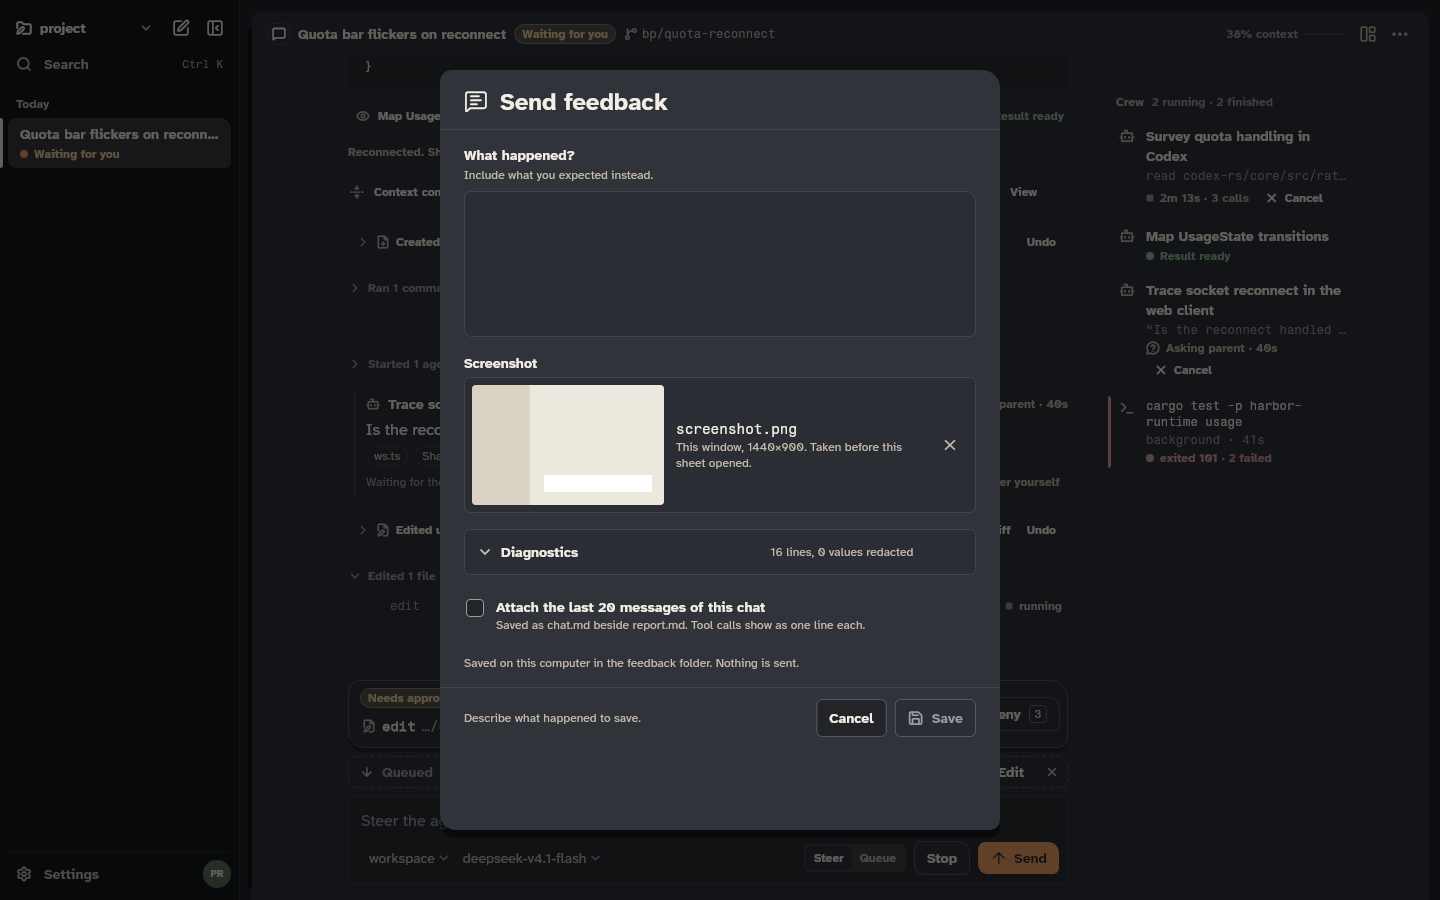 project
Search
Ctrl K
Today
Quota bar flickers on reconn…
Waiting for you
Settings
PR
Quota bar flickers on reconnect
Waiting for you
bp/quota-reconnect
38% context
}
Map Usage
esult ready
Reconnected. Sh
Context con
View
Created
Undo
Ran 1 comma
Started 1 age
Trace so
parent · 40s
Is the reco
ws.ts
Sha
Waiting for the
er yourself
Edited u
iff
Undo
Edited 1 file
edit
running
Needs appro
edit …/
eny
3
Queued
Edit
Steer the ag
workspace
deepseek-v4.1-flash
Steer
Queue
Stop
Send
Send feedback
What happened?
Include what you expected instead.
Screenshot
screenshot.png
This window, 1440×900. Taken before this
sheet opened.
Diagnostics
16 lines, 0 values redacted
Attach the last 20 messages of this chat
Saved as chat.md beside report.md. Tool calls show as one line each.
Saved on this computer in the feedback folder. Nothing is sent.
Describe what happened to save.
Cancel
Save
Crew
2 running · 2 finished
Survey quota handling in
Codex
read codex-rs/core/src/rat…
2m 13s · 3 calls
Cancel
Map UsageState transitions
Result ready
Trace socket reconnect in the
web client
“Is the reconnect handled …
Asking parent · 40s
Cancel
cargo test -p harbor-
runtime usage
background · 41s
exited 101 · 2 failed